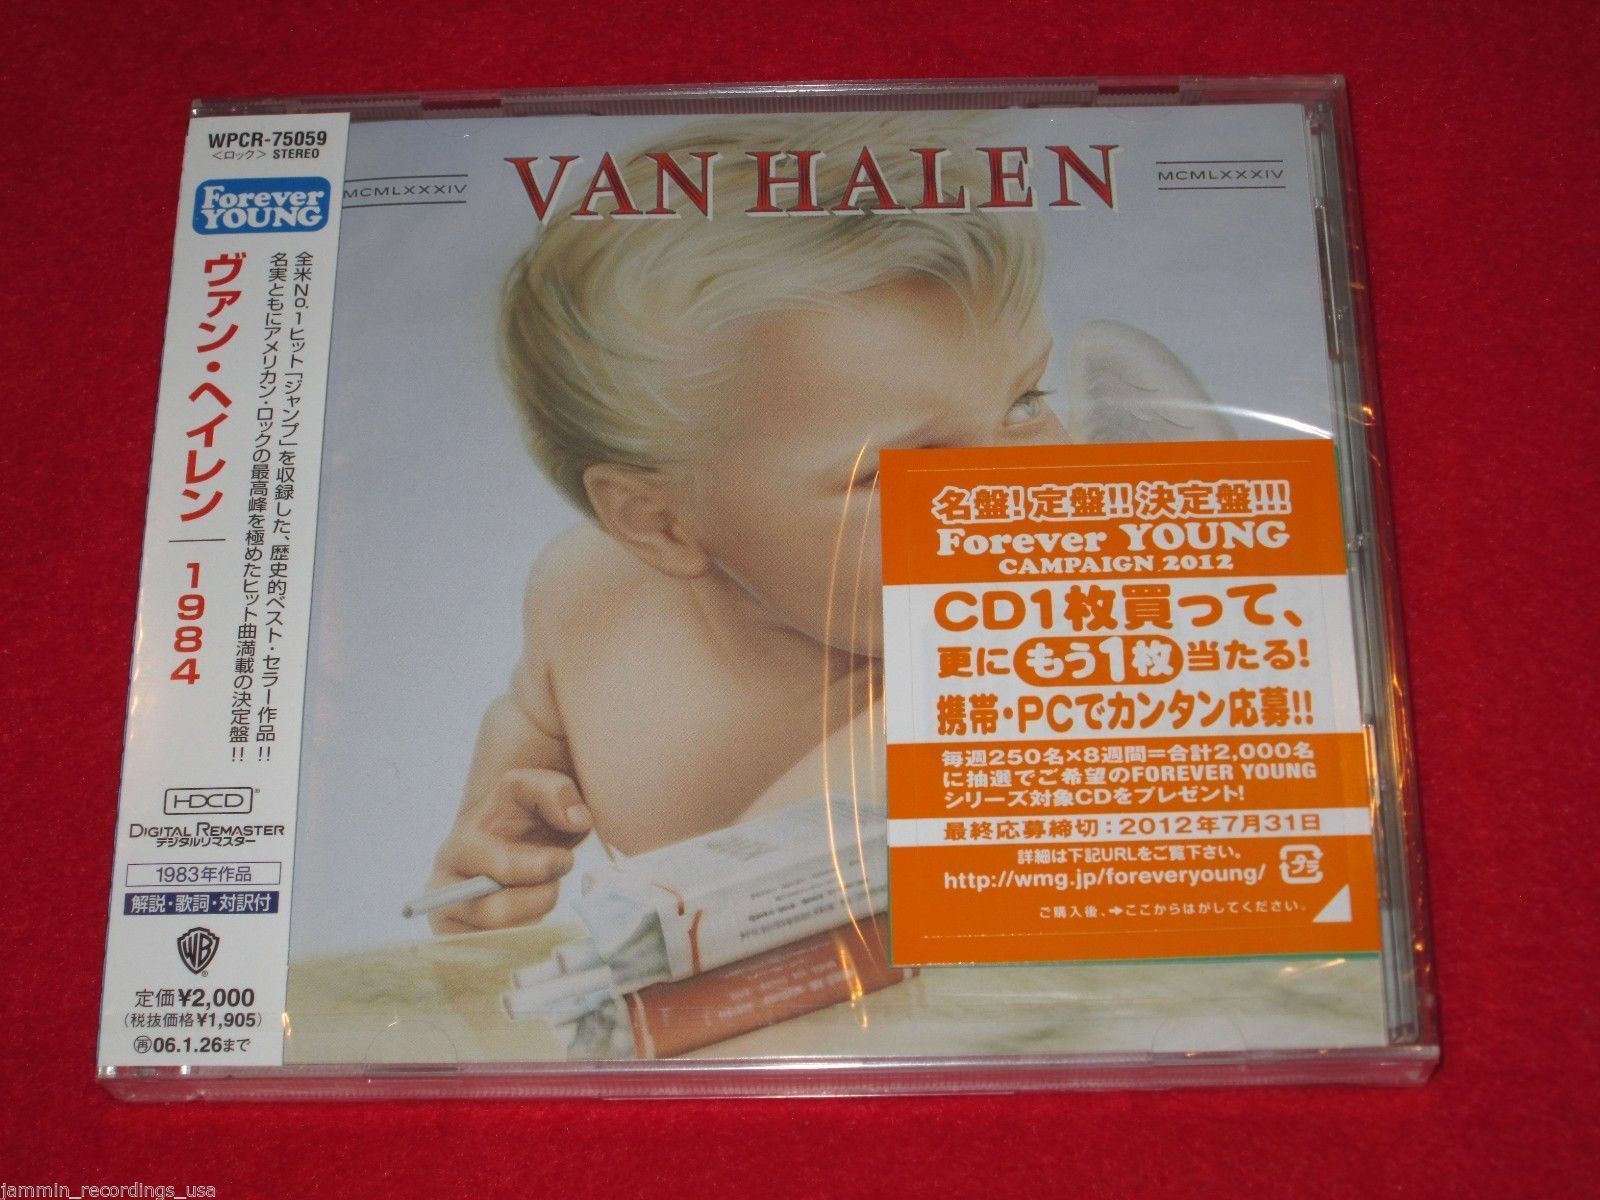 WPCR-75059
<ロック> STEREO
Forever
YOUNG
全米No.1ヒット「ジャンプ」を収録した、歴史的ベスト・セラー作品!!
名実ともにアメリカン・ロックの最高峰を極めたヒット曲満載の決定盤!!
ヴァン・ヘイレン
1984
HDCD®
DIGITAL REMASTER
デジタルリマスター
1983年作品
解説・歌詞・対訳付
WB
定価¥2,000
(税抜価格¥1,905)
再06.1.26まで
MCMLXXXIV
VAN HALEN
MCMLXXXIV
名盤! 定盤!! 決定盤!!!
Forever YOUNG
CAMPAIGN 2012
CD1枚買って、
更にもう1枚当たる!
携帯・PCでカンタン応募!!
毎週250名×8週間=合計2,000名
に抽選でご希望のFOREVER YOUNG
シリーズ対象CDをプレゼント!
最終応募締切:2012年7月31日
詳細は下記URLをご覧下さい。
http://wmg.jp/foreveryoung/
プラ
ご購入後、➔ここからはがしてください。
jammin_recordings_usa